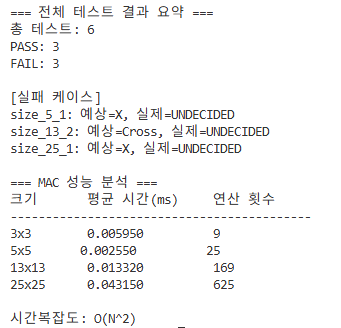 === 전체 테스트 결과 요약 ===
총 테스트: 6
PASS: 3
FAIL: 3
[실패 케이스]
size_5_1: 예상=X, 실제=UNDECIDED
size_13_2: 예상=Cross, 실제=UNDECIDED
size_25_1: 예상=X, 실제=UNDECIDED
=== MAC 성능 분석 ===
크기 평균 시간(ms) 연산 횟수
----------------------------------------
3x3 0.005950 9
5x5 0.002550 25
13x13 0.013320 169
25x25 0.043150 625
시간복잡도: O(N^2)